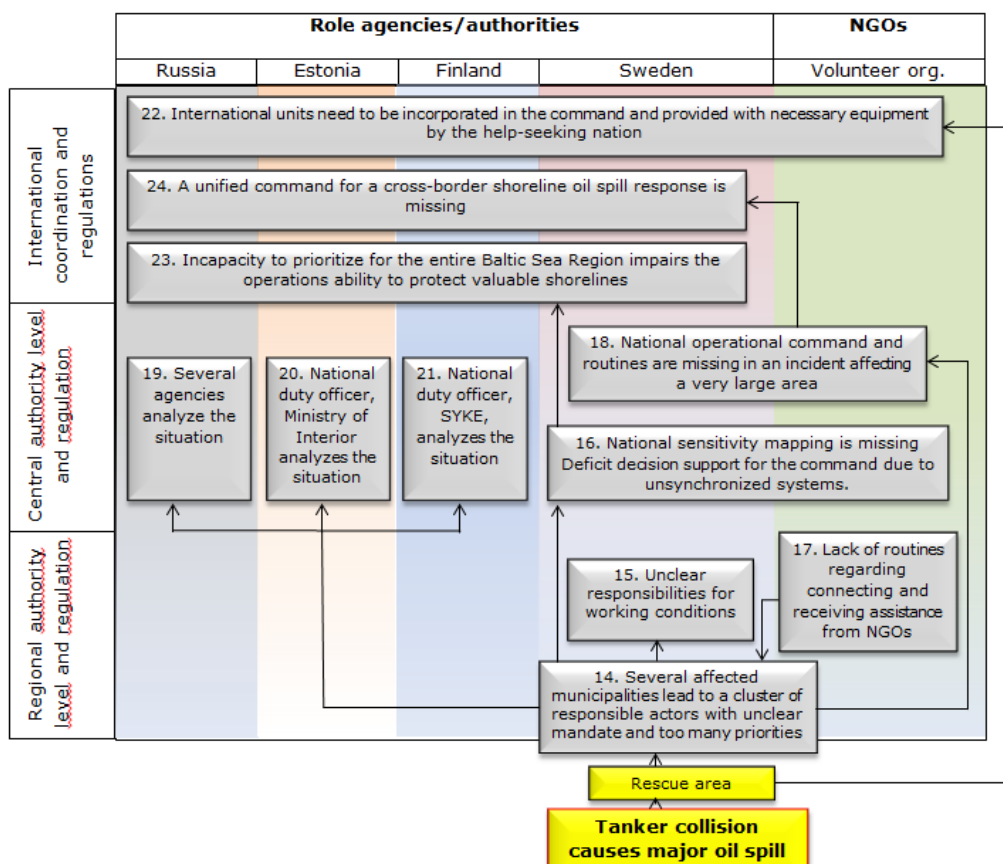 Role agencies/authorities
NGOs
Russia
Estonia
Finland
Sweden
Volunteer org.
International
coordination and
regulations
22. International units need to be incorporated in the command and provided with necessary equipment
by the help-seeking nation
24. A unified command for a cross-border shoreline oil spill response is
missing
23. Incapacity to prioritize for the entire Baltic Sea Region impairs the
operations ability to protect valuable shorelines
Central authority level
and regulation
18. National operational command and
routines are missing in an incident affecting
a very large area
19. Several
agencies
analyze the
situation
20. National
duty officer,
Ministry of
Interior
analyzes the
situation
21. National
duty officer,
SYKE,
analyzes the
situation
16. National sensitivity mapping is missing
Deficit decision support for the command due to
unsynchronized systems.
Regional authority
level and regulation
17. Lack of routines
regarding
connecting and
receiving assistance
from NGOs
15. Unclear
responsibilities for
working conditions
14. Several affected
municipalities lead to a cluster of
responsible actors with unclear
mandate and too many priorities
Rescue area
Tanker collision
causes major oil spill